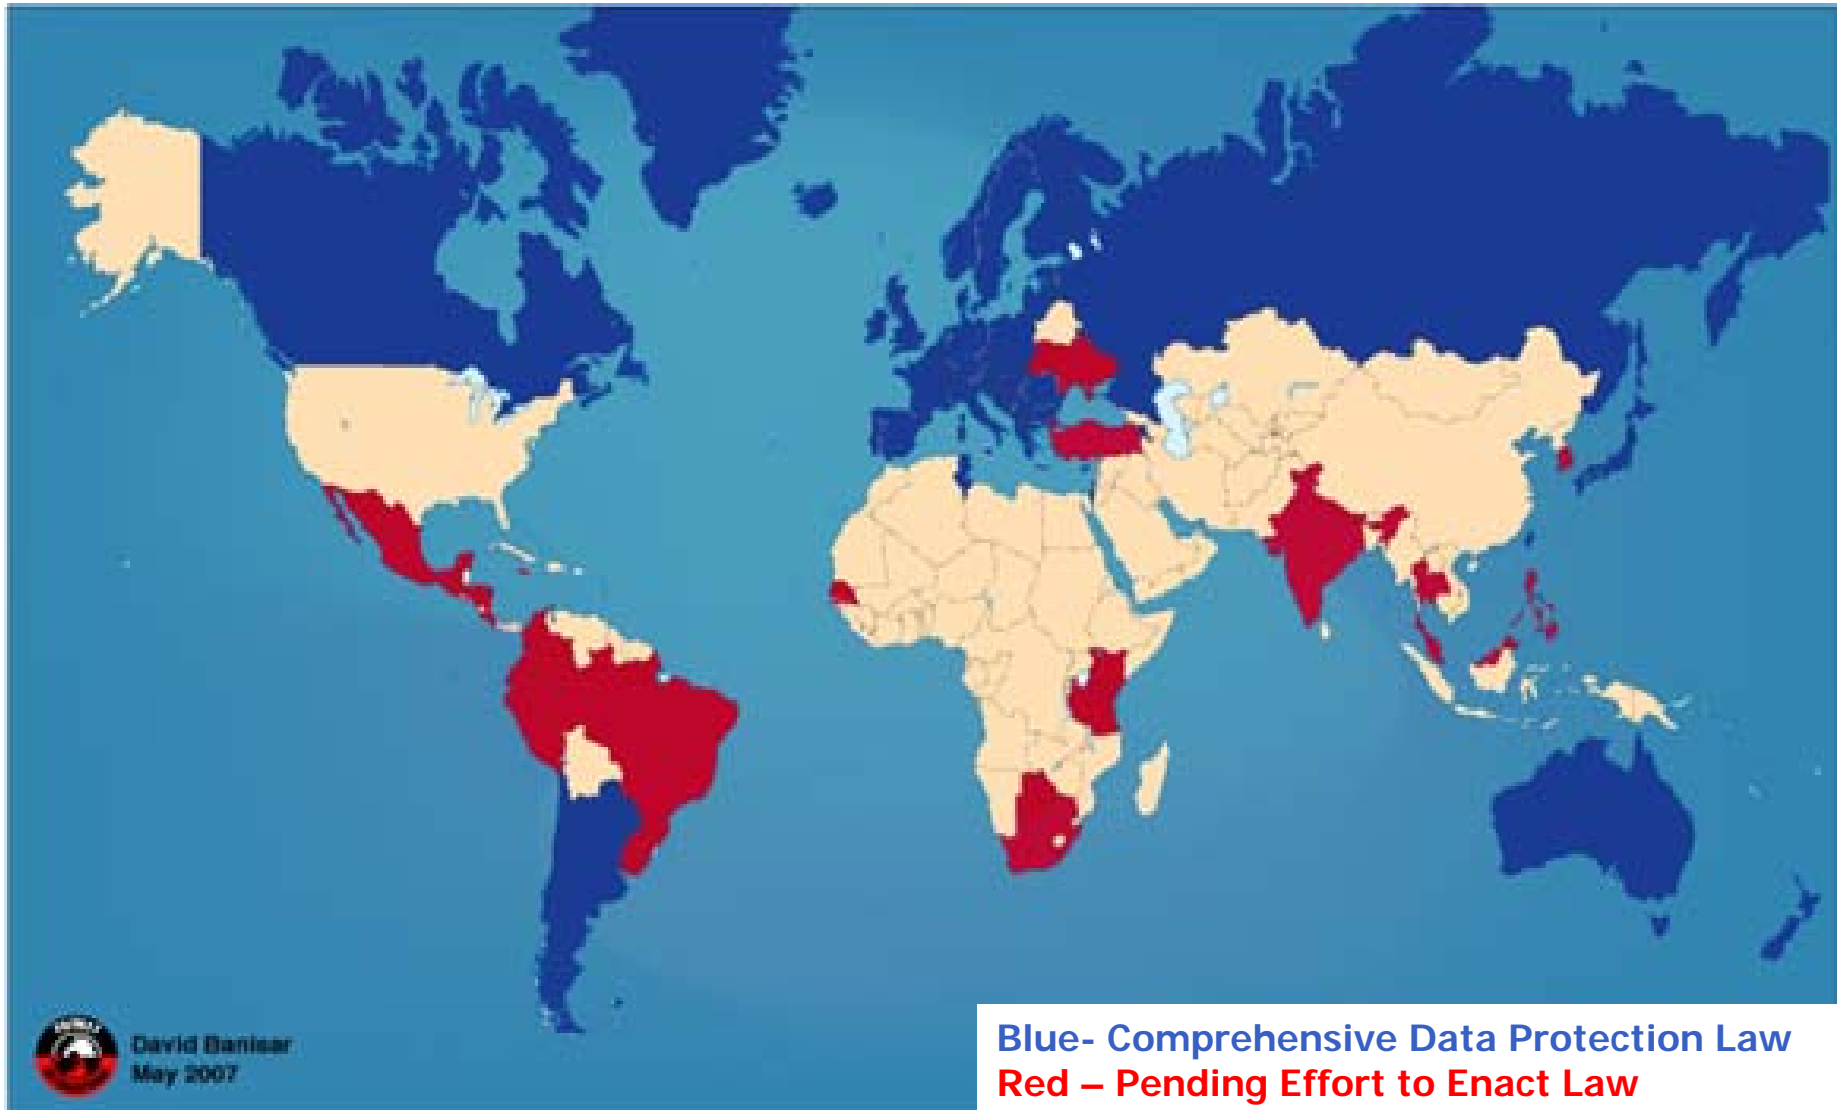 David Banisar
May 2007
Blue- Comprehensive Data Protection Law
Red – Pending Effort to Enact Law